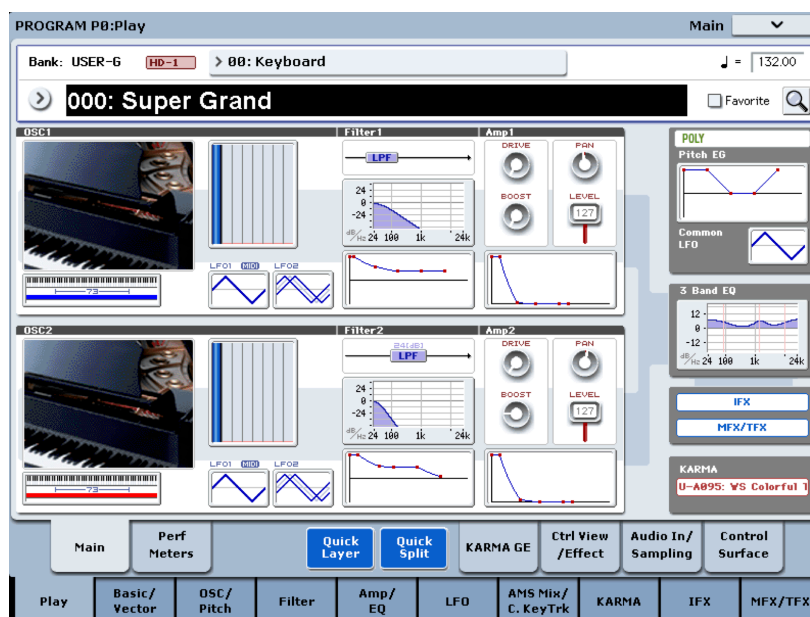 PROGRAM P0:Play
Main
Bank: USER-G
HD-1
00: Keyboard
♩ = 132.00
000: Super Grand
Favorite
OSC1
Filter1
Amp1
LPF
24
0
-24
dB/Hz 24 100 1k 24k
DRIVE
PAN
BOOST
LEVEL
127
73
LFO1 MIDI LFO2
POLY
Pitch EG
Common
LFO
3 Band EQ
12
0
-12
dB/Hz 24 100 1k 24k
OSC2
Filter2
Amp2
24[dB]
LPF
24
0
-24
dB/Hz 24 100 1k 24k
DRIVE
PAN
BOOST
LEVEL
127
73
LFO1 MIDI LFO2
IFX
MFX/TFX
KARMA
U-A095: WS Colorful
Main
Perf
Meters
Quick
Layer
Quick
Split
KARMA GE
Ctrl View
/Effect
Audio In/
Sampling
Control
Surface
Play
Basic/
Vector
OSC/
Pitch
Filter
Amp/
EQ
LFO
AMS Mix/
C. KeyTrk
KARMA
IFX
MFX/TFX